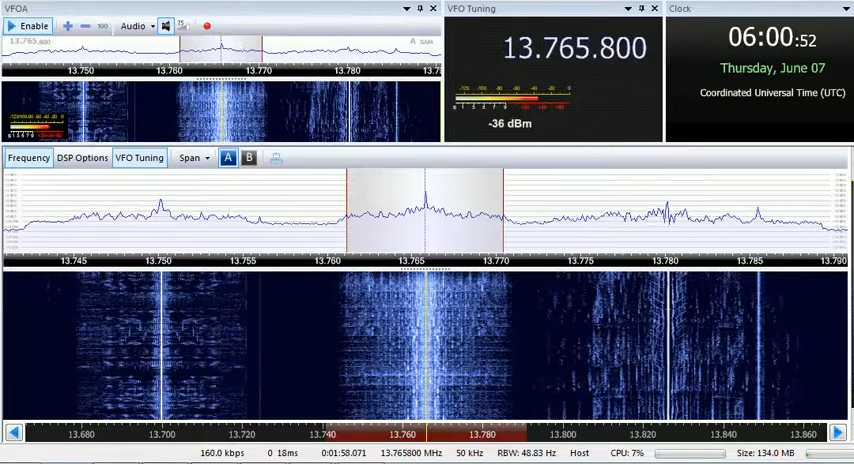 VFOA
Enable
100
Audio
75
13.765.800
A SAM
13.750
13.760
13.770
13.780
VFO Tuning
13.765.800
-36 dBm
Clock
06:00:52
Thursday, June 07
Coordinated Universal Time (UTC)
Frequency
DSP Options
VFO Tuning
Span
A
B
13.745
13.750
13.755
13.760
13.765
13.770
13.775
13.780
13.785
13.790
13.680
13.700
13.720
13.740
13.760
13.780
13.800
13.820
13.840
13.860
160.0 kbps
0 18ms
0:01:58.071
13.765800 MHz
50 kHz
RBW: 48.83 Hz
Host
CPU: 7%
Size: 134.0 MB